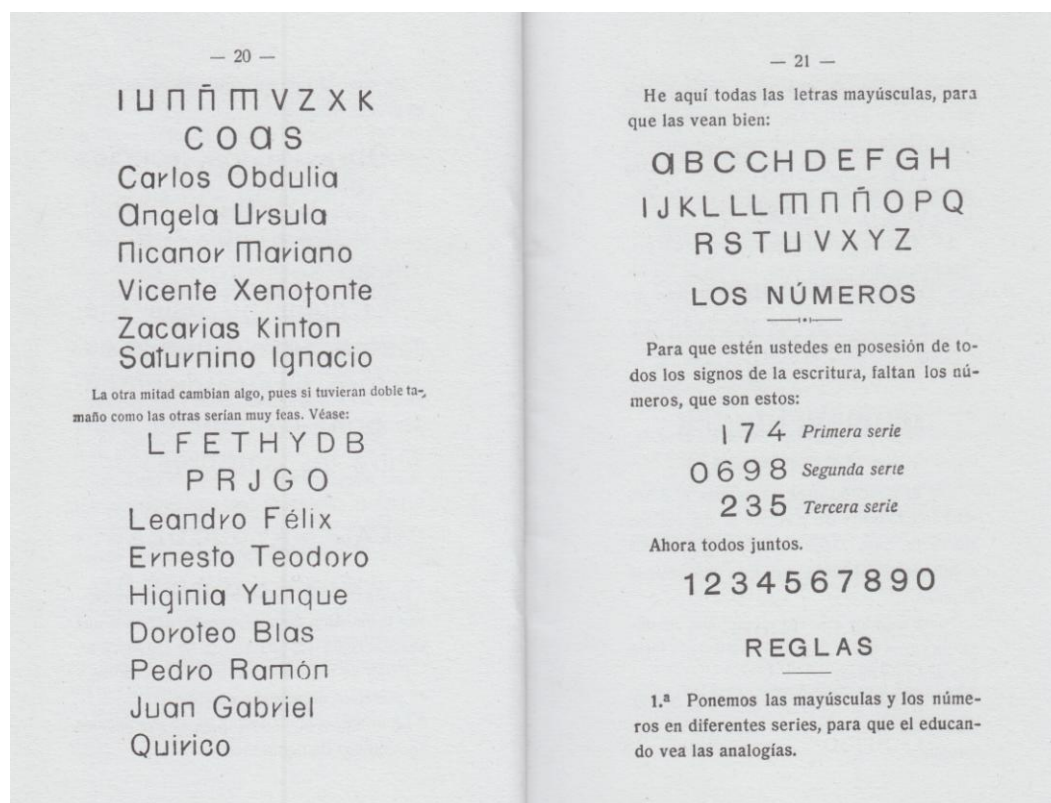 — 20 —
I U N Ñ M V Z X K
C O A S
Carlos Obdulia
Angela Ursula
Nicanor Mariano
Vicente Xenofonte
Zacarias Kinton
Saturnino Ignacio
La otra mitad cambian algo, pues si tuvieran doble ta-
maño como las otras serían muy feas. Véase:
L F E T H Y D B
P R J G O
Leandro Félix
Ernesto Teodoro
Higinia Yunque
Doroteo Blas
Pedro Ramón
Juan Gabriel
Quirico
— 21 —
He aquí todas las letras mayúsculas, para
que las vean bien:
A B C CH D E F G H
I J K L LL M N Ñ O P Q
R S T U V X Y Z
LOS NÚMEROS
Para que estén ustedes en posesión de to-
dos los signos de la escritura, faltan los nú-
meros, que son estos:
1 7 4 Primera serie
0 6 9 8 Segunda serie
2 3 5 Tercera serie
Ahora todos juntos.
1 2 3 4 5 6 7 8 9 0
REGLAS
1.ª Ponemos las mayúsculas y los núme-
ros en diferentes series, para que el educan-
do vea las analogías.